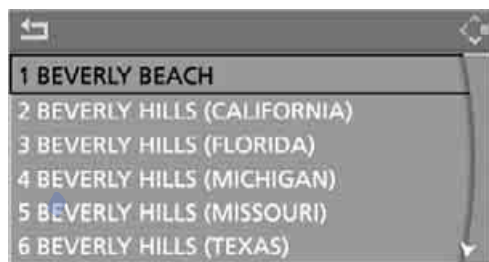 1 BEVERLY BEACH
2 BEVERLY HILLS (CALIFORNIA)
3 BEVERLY HILLS (FLORIDA)
4 BEVERLY HILLS (MICHIGAN)
5 BEVERLY HILLS (MISSOURI)
6 BEVERLY HILLS (TEXAS)